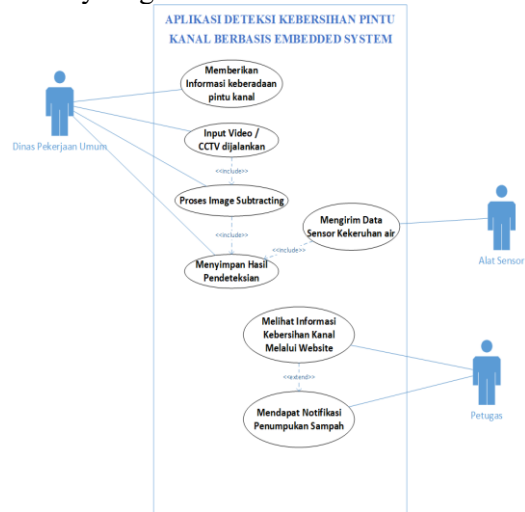 APLIKASI DETEKSI KEBERSIHAN PINTU
KANAL BERBASIS EMBEDDED SYSTEM
Memberikan
Informasi keberadaan
pintu kanal
Dinas Pekerjaan Umum
Input Video /
CCTV dijalankan
<<include>>
Proses Image Subtracting
Mengirim Data
Sensor Kekeruhan air
<<include>>
<<include>>
Alat Sensor
Menyimpan Hasil
Pendeteksian
Melihat Informasi
Kebersihan Kanal
Melalui Website
<<extend>>
Mendapat Notifikasi
Penumpukan Sampah
Petugas